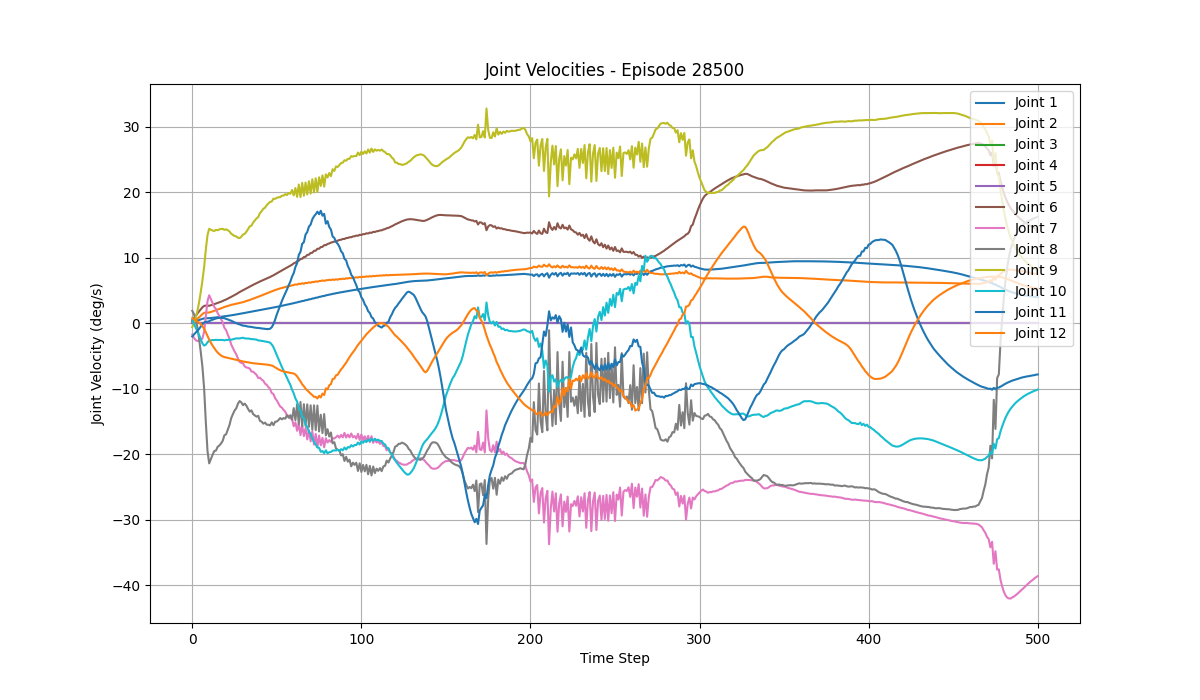 Joint Velocities - Episode 28500
Joint Velocity (deg/s)
30
20
10
0
−10
−20
−30
−40
Joint 1
Joint 2
Joint 3
Joint 4
Joint 5
Joint 6
Joint 7
Joint 8
Joint 9
Joint 10
Joint 11
Joint 12
0 100 200 300 400 500
Time Step